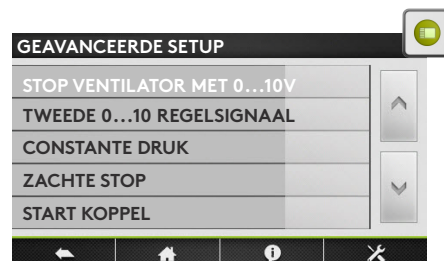 GEAVANCEERDE SETUP
STOP VENTILATOR MET 0...10V
TWEEDE 0...10 REGELSIGNAAL
CONSTANTE DRUK
ZACHTE STOP
START KOPPEL